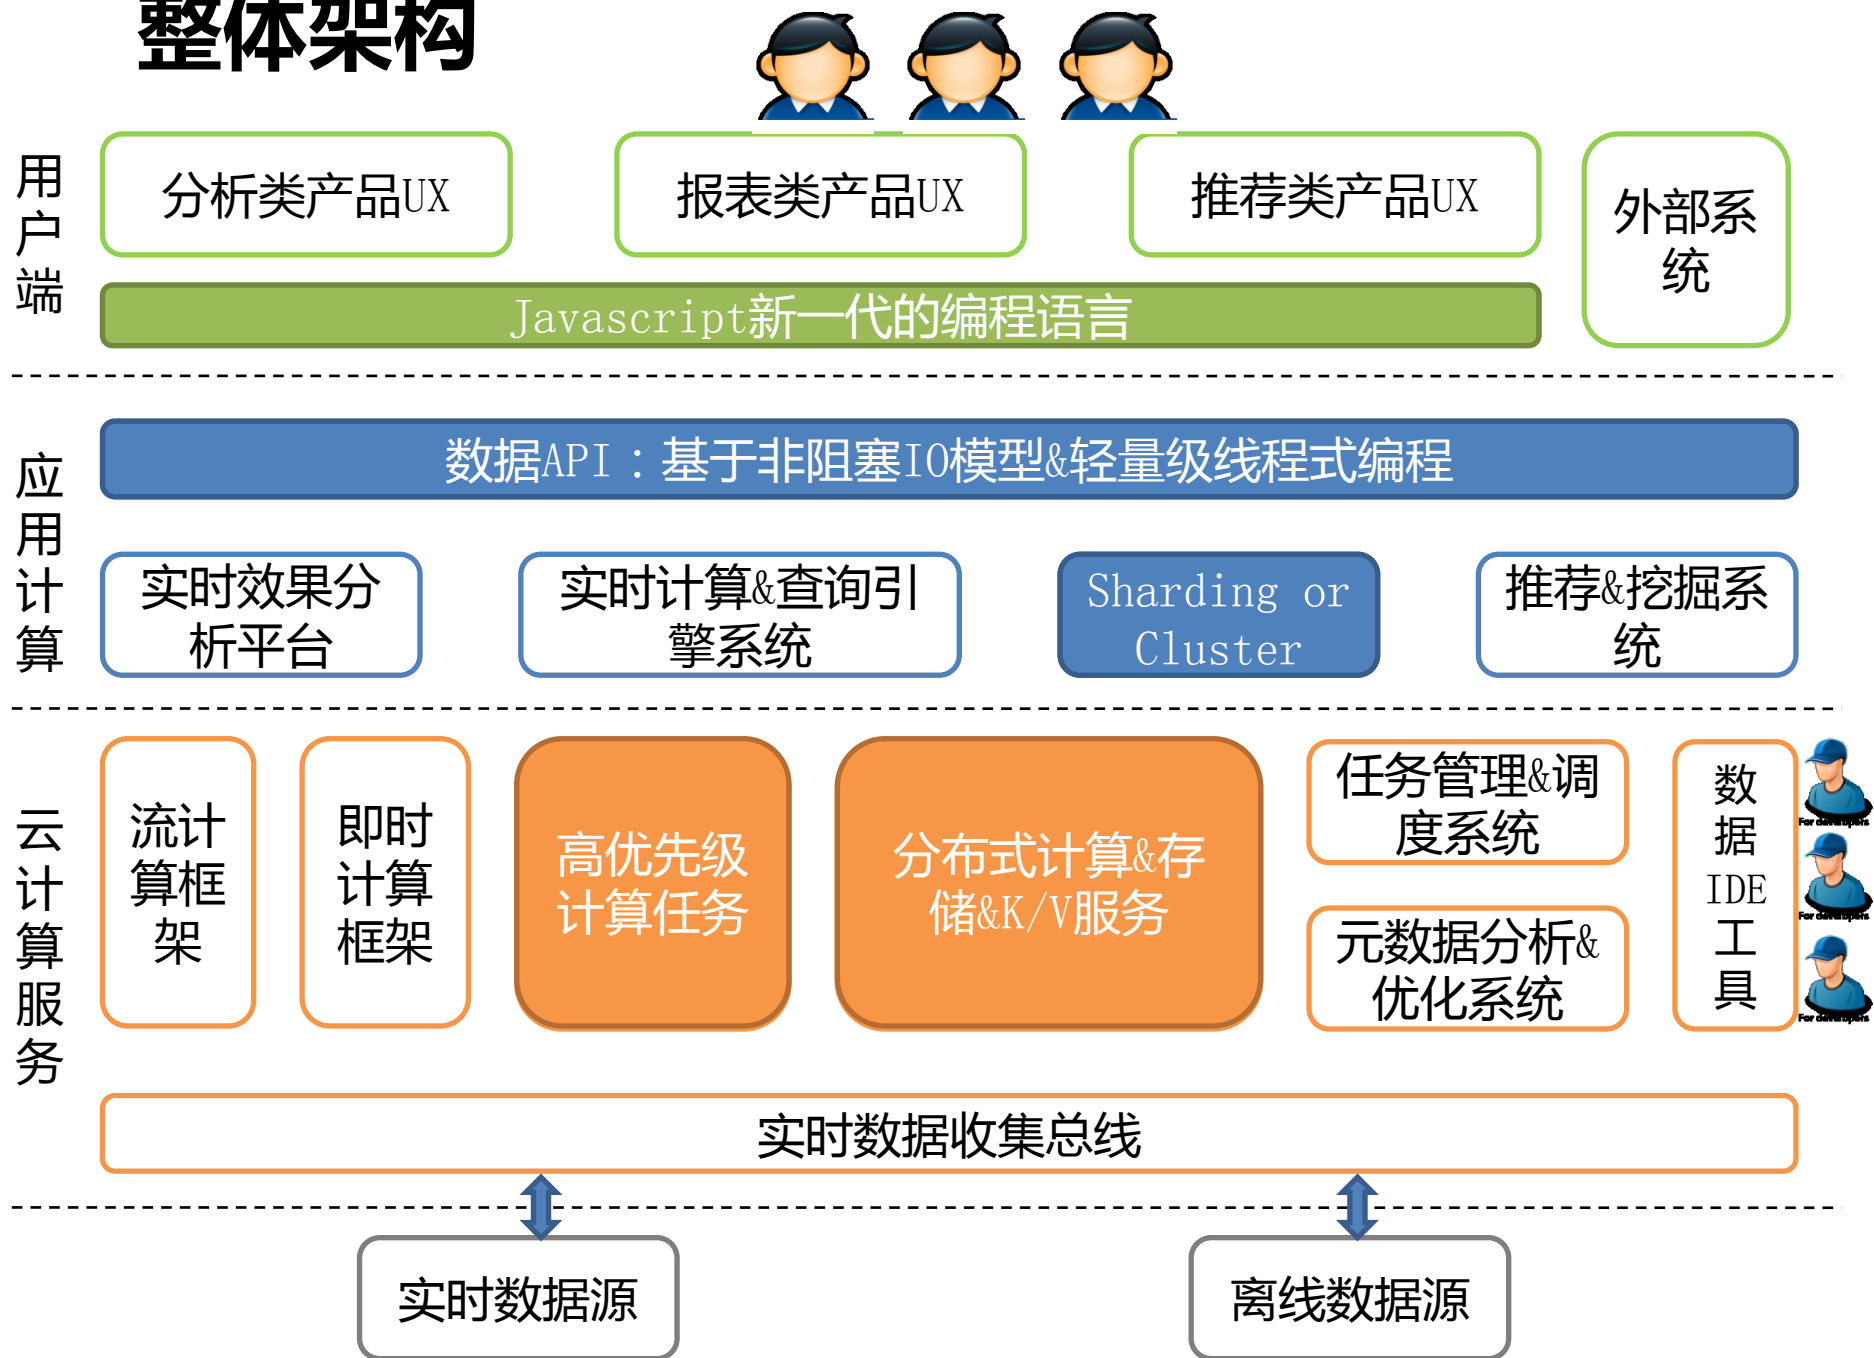 整体架构
用户端
分析类产品UX
报表类产品UX
推荐类产品UX
外部系
统
Javascript新一代的编程语言
应用计算
数据API：基于非阻塞IO模型&轻量级线程式编程
实时效果分
析平台
实时计算&查询引
擎系统
Sharding or
Cluster
推荐&挖掘系
统
云计算服务
流计
算框
架
即时
计算
框架
高优先级
计算任务
分布式计算&存
储&K/V服务
任务管理&调
度系统
元数据分析&
优化系统
数
据
IDE
工
具
For developers
For developers
For developers
实时数据收集总线
实时数据源
离线数据源